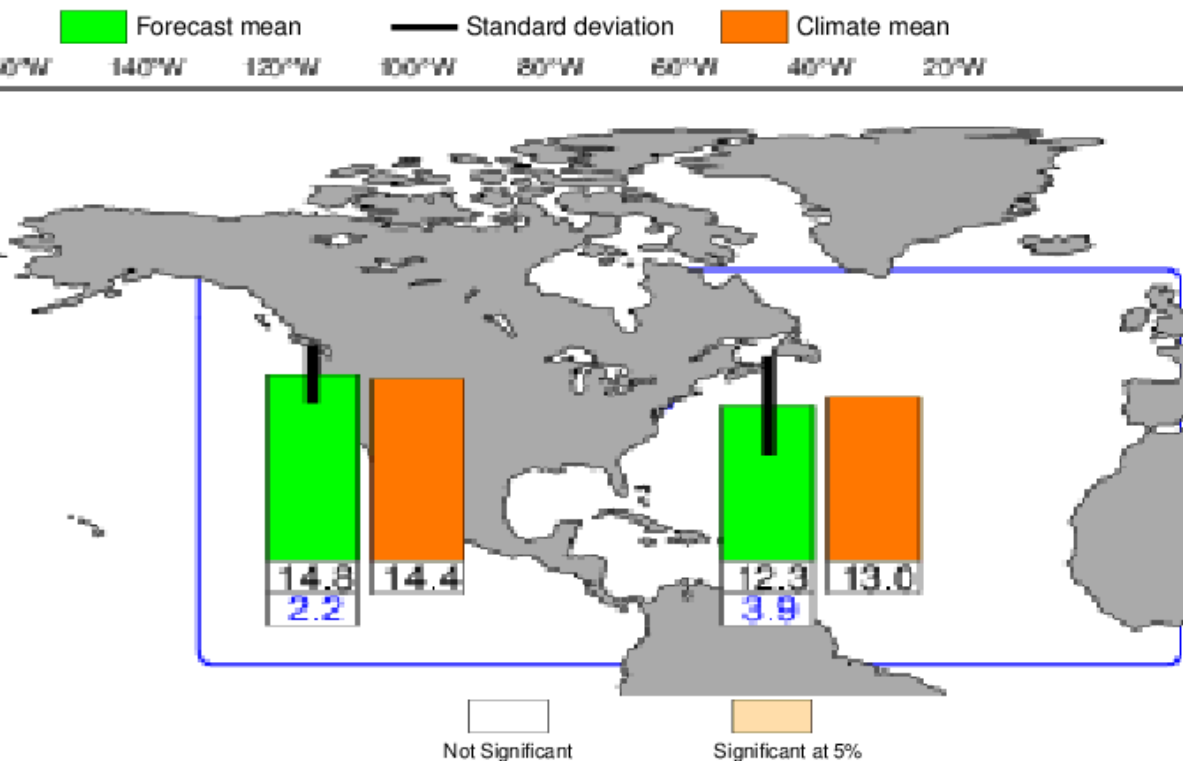 Forecast mean Standard deviation Climate mean
140°W 120°W 100°W 80°W 60°W 40°W 20°W
14.8 14.4 12.3 13.0
2.2 3.9
Not Significant Significant at 5%